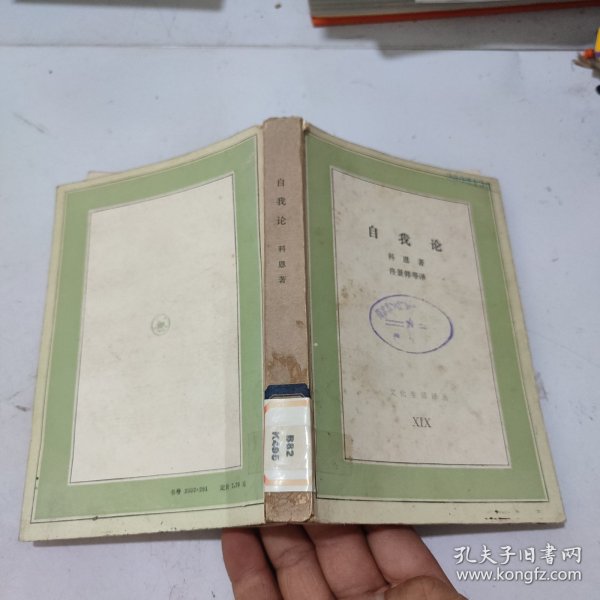 自我论
科恩著
佟景韩等译
文化生活译丛
XIX
自我论
科恩著
B82
K495
孔夫子旧书网
www.kongfz.com